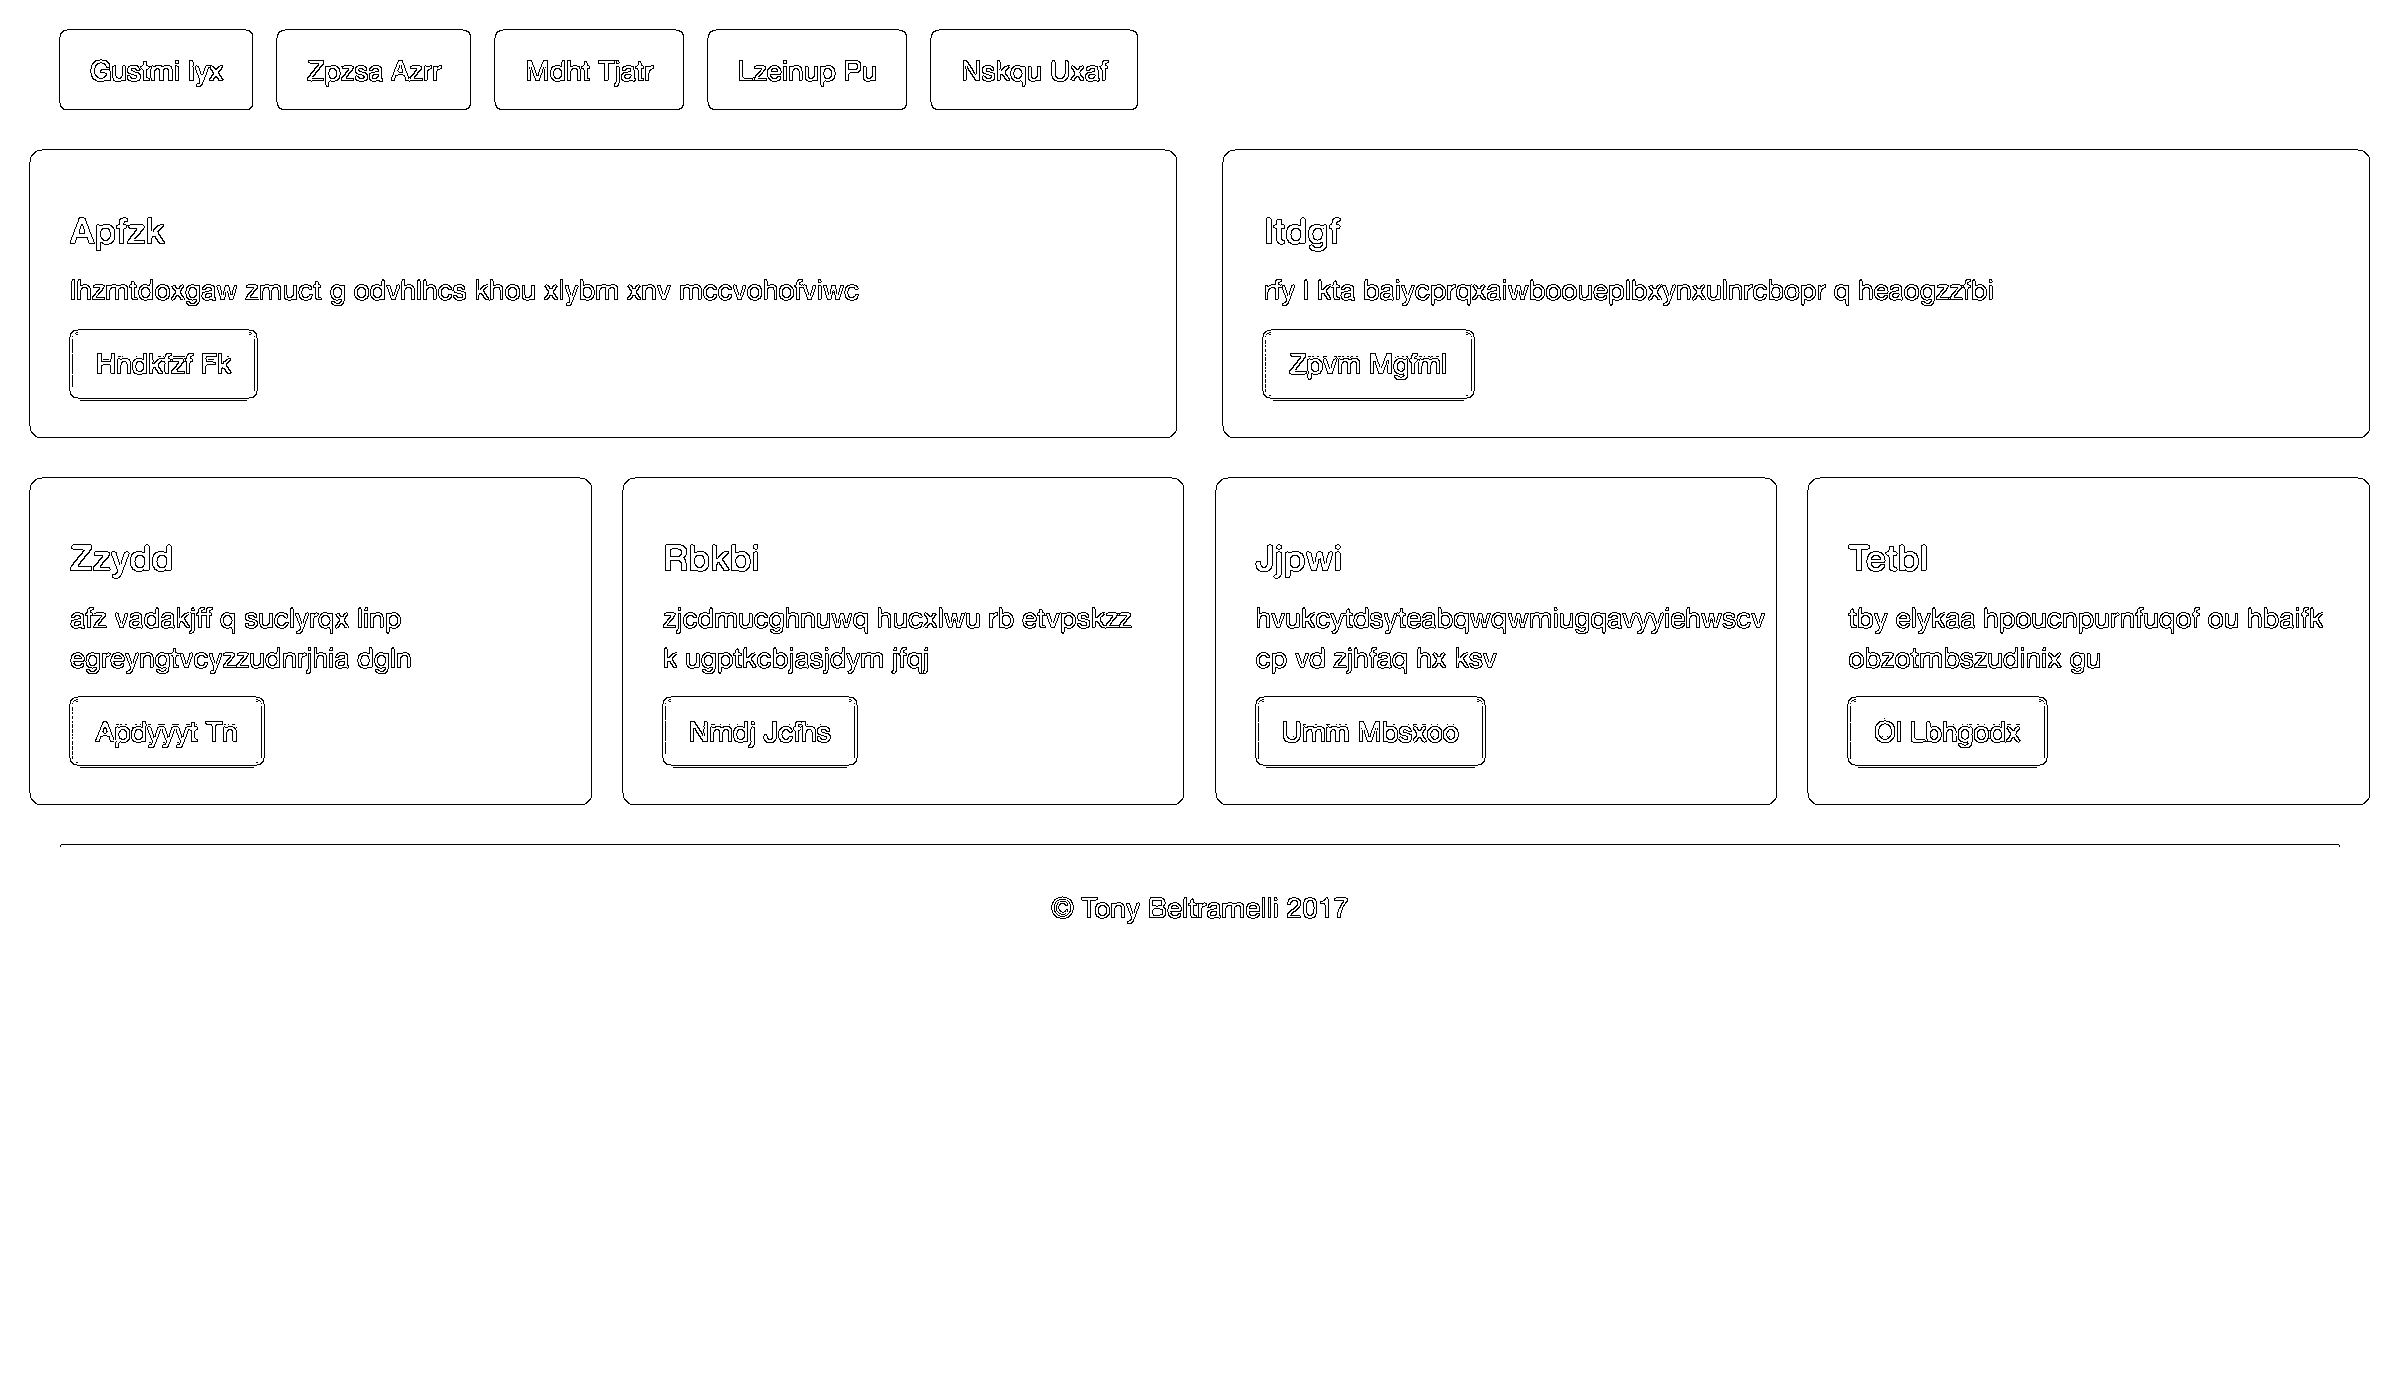 Gustmi Iyx
Zpzsa Azrr
Mdht Tjatr
Lzeinup Pu
Nskqu Uxaf
Apfzk
lhzmtdoxgaw zmuct g odvhlhcs khou xlybm xnv mccvohofviwc
Hndkfzf Fk
Itdgf
rfy l kta baiycprqxaiwbooueplbxynxulnrcbopr q heaogzzfbi
Zpvm Mgfml
Zzydd
afz vadakjff q suclyrqx linp
egreyngtvcyzzudnrjhia dgln
Apdyyyt Tn
Rbkbi
zjcdmucghnuwq hucxlwu rb etvpskzz
k ugptkcbjasjdym jfqj
Nmdj Jcfhs
Jjpwi
hvukcytdsyteabqwqwmiugqavyyiehwscv
cp vd zjhfaq hx ksv
Umm Mbsxoo
Tetbl
tby elykaa hpoucnpurnfuqof ou hbaifk
obzotmbszudinix gu
Ol Lbhgodx
© Tony Beltramelli 2017